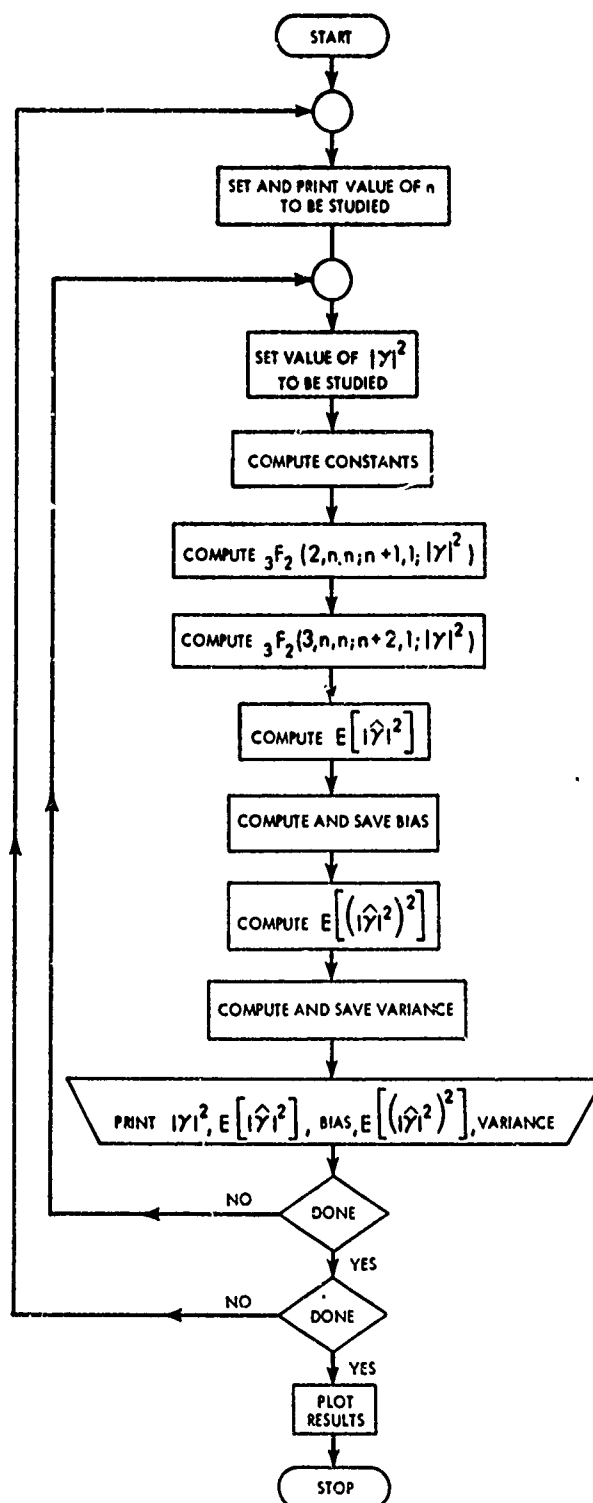 START
SET AND PRINT VALUE OF n
TO BE STUDIED
SET VALUE OF |γ|²
TO BE STUDIED
COMPUTE CONSTANTS
COMPUTE ₃F₂ (2,n,n;n+1,1;|γ|²)
COMPUTE ₃F₂(3,n,n;n+2,1;|γ|²)
COMPUTE E[|γ̂|²]
COMPUTE AND SAVE BIAS
COMPUTE E[(|γ̂|²)²]
COMPUTE AND SAVE VARIANCE
PRINT |γ|², E[|γ̂|²], BIAS, E[(|γ̂|²)²], VARIANCE
NO
DONE
YES
NO
DONE
YES
PLOT
RESULTS
STOP